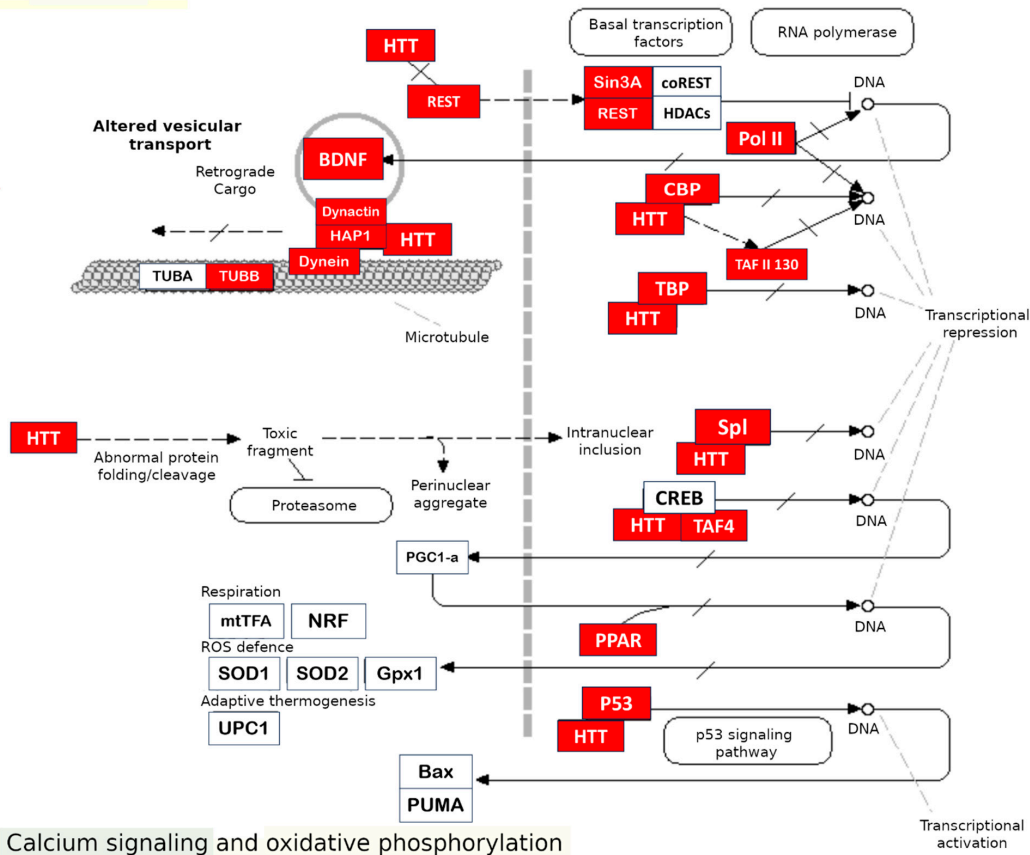 Basal transcription
factors
RNA polymerase
HTT
REST
Sin3A
coREST
REST
HDACs
DNA
Pol II
Altered vesicular
transport
Retrograde
Cargo
BDNF
Dynactin
HAP1
HTT
Dynein
TUBA
TUBB
Microtubule
CBP
HTT
DNA
TAF II 130
TBP
HTT
DNA
Transcriptional
repression
HTT
Abnormal protein
folding/cleavage
Toxic
fragment
Proteasome
Perinuclear
aggregate
Intranuclear
inclusion
Spl
HTT
DNA
CREB
HTT
TAF4
DNA
PGC1-a
Respiration
mtTFA
NRF
ROS defence
SOD1
SOD2
Gpx1
Adaptive thermogenesis
UPC1
PPAR
DNA
P53
HTT
p53 signaling
pathway
DNA
Bax
PUMA
Transcriptional
activation
Calcium signaling and oxidative phosphorylation